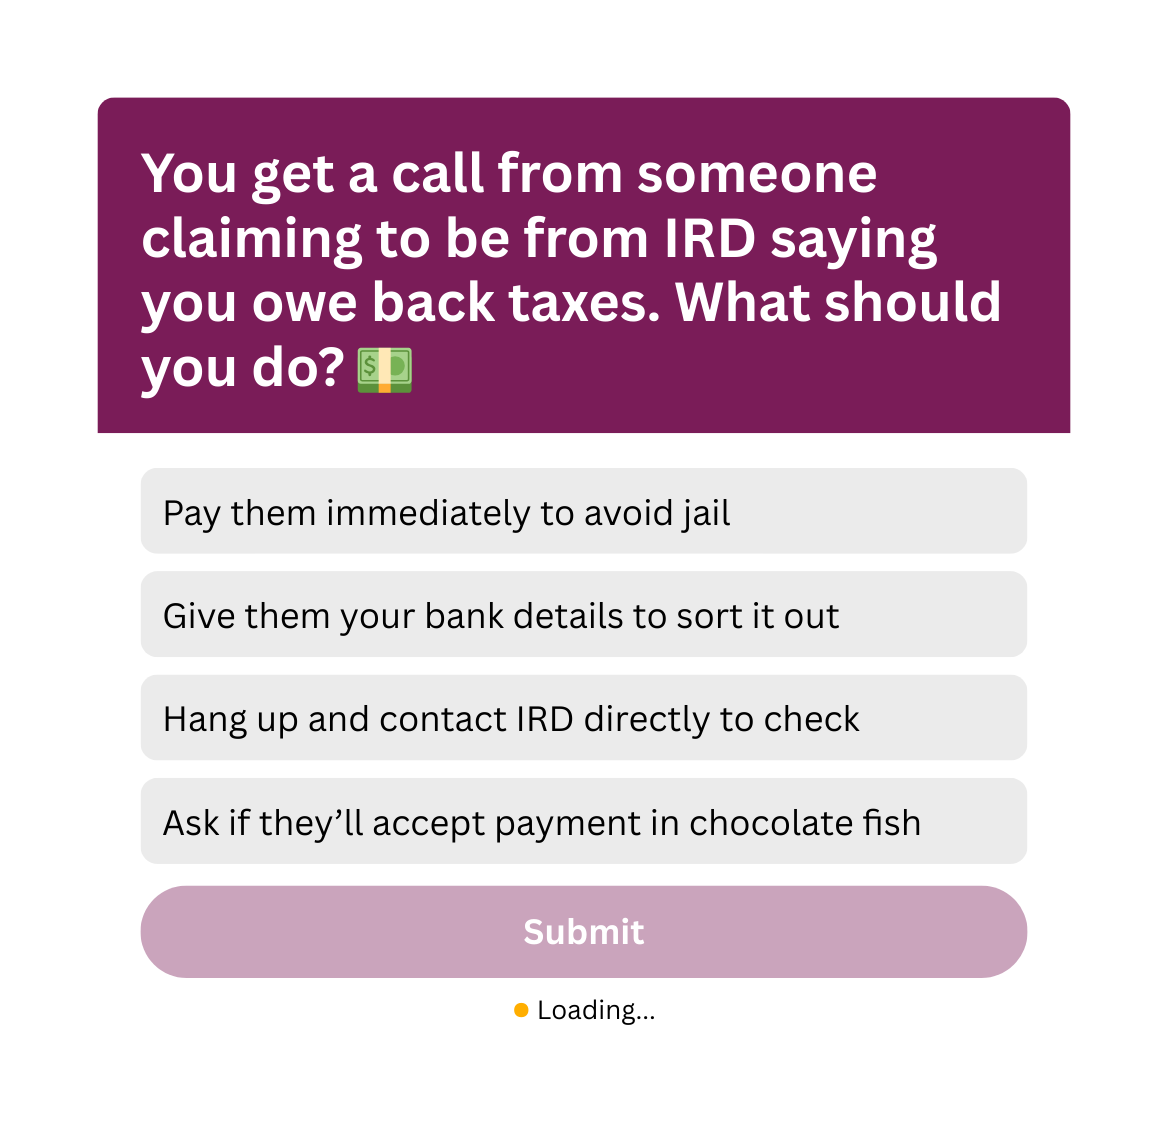 You get a call from someone
claiming to be from IRD saying
you owe back taxes. What should
you do? 💵
Pay them immediately to avoid jail
Give them your bank details to sort it out
Hang up and contact IRD directly to check
Ask if they’ll accept payment in chocolate fish
Submit
Loading...